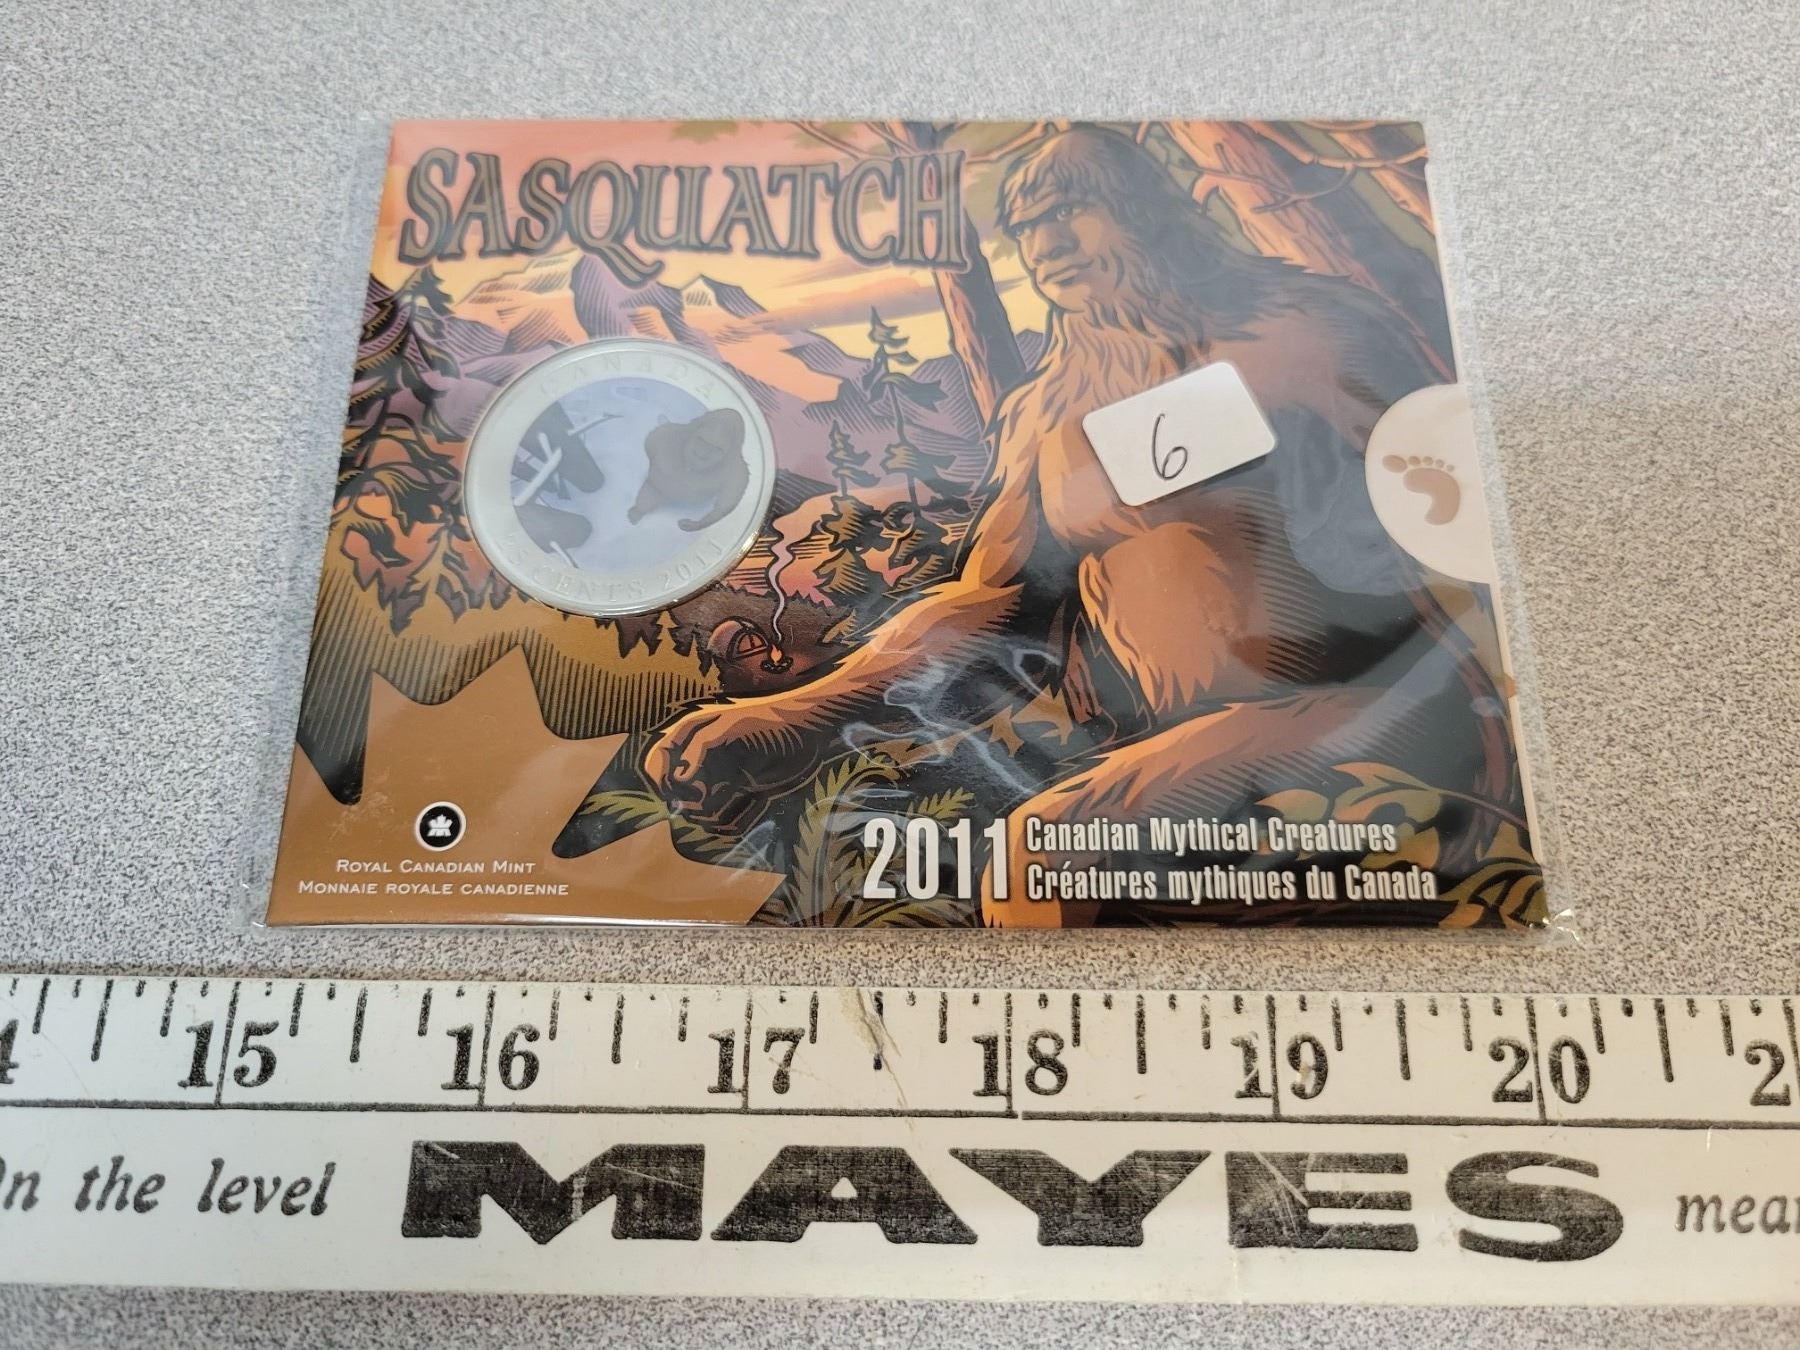 SASQUATCH
CANADA
CENTS 2011
6
ROYAL CANADIAN MINT
MONNAIE ROYALE CANADIENNE
2011 Canadian Mythical Creatures
Créatures mythiques du Canada
15 16 17 18 19 20
On the level MAYES